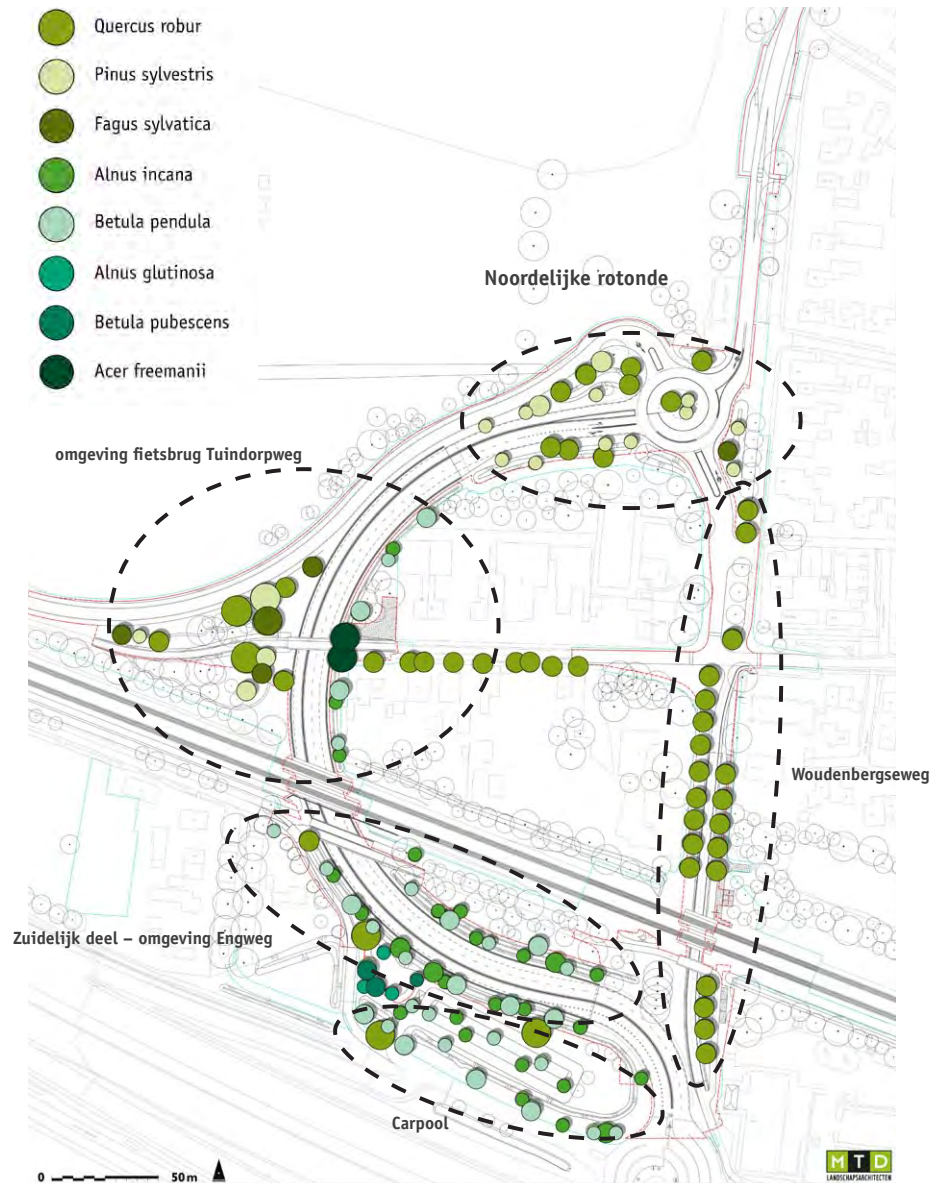 Quercus robur
Pinus sylvestris
Fagus sylvatica
Alnus incana
Betula pendula
Alnus glutinosa
Betula pubescens
Acer freemanii
Noordelijke rotonde
omgeving fietsbrug Tuindorpweg
Woudenbergseweg
Zuidelijk deel – omgeving Engweg
Carpool
0 50m
MTD
LANDSCHAPSARCHITECTEN